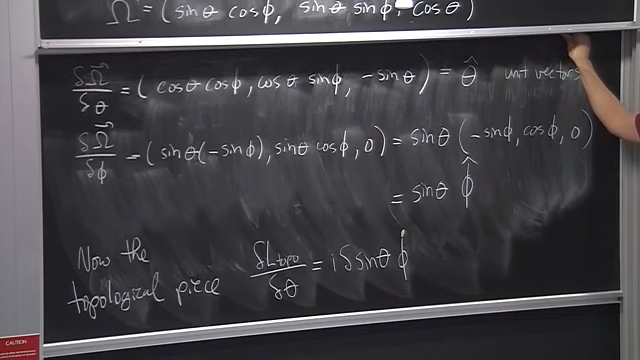 Ω = (sinθ cosϕ, sinθ sinϕ, cosθ)
δΩ⃗/δθ = (cosθ cosϕ, cosθ sinϕ, -sinθ) = θ̂ unit vectors
δΩ⃗/δϕ = (sinθ(-sinϕ), sinθ cosϕ, 0) = sinθ (-sinϕ, cosϕ, 0)
= sinθ ϕ̂
Now the
topological piece δL_topo/δθ = i S sinθ ϕ̇
CAUTION